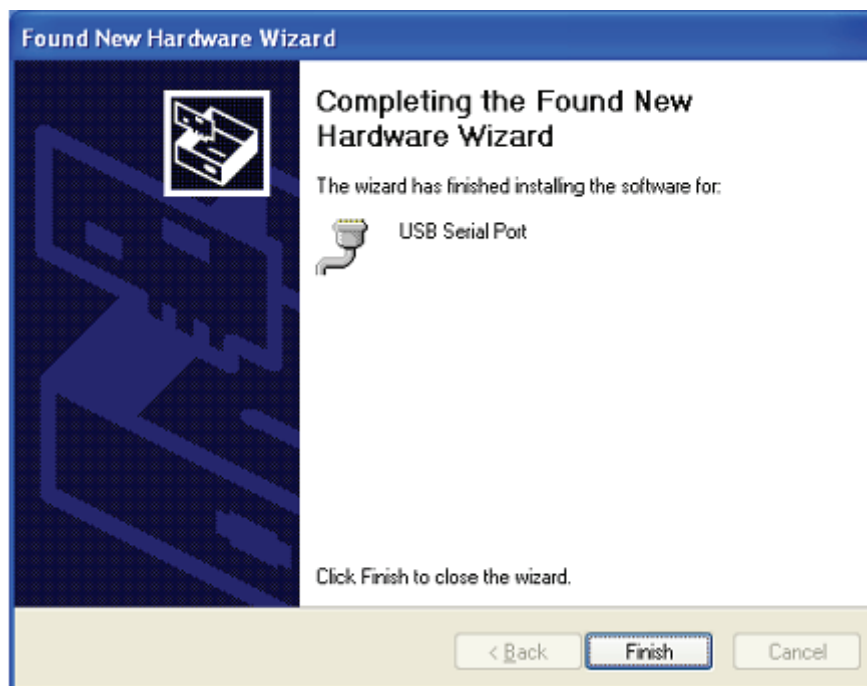 Found New Hardware Wizard
Completing the Found New
Hardware Wizard
The wizard has finished installing the software for:
USB Serial Port
Click Finish to close the wizard.
< Back
Finish
Cancel